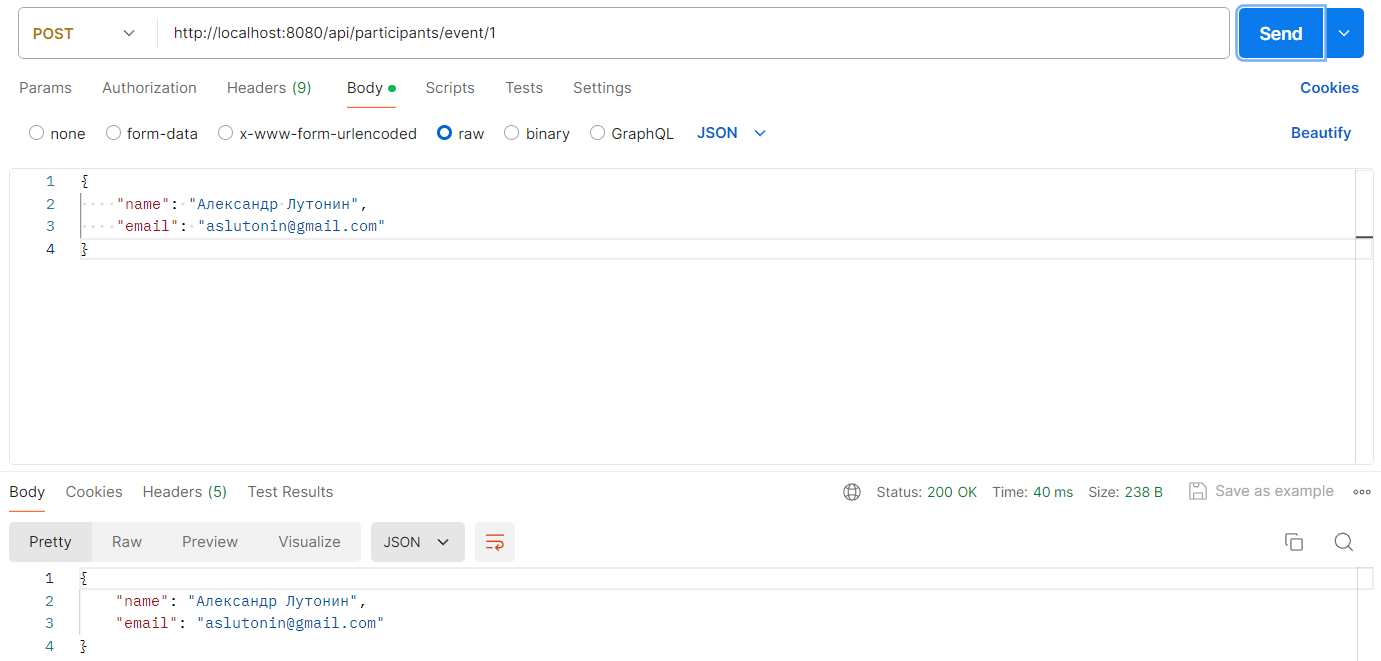 POST http://localhost:8080/api/participants/event/1 Send
Params Authorization Headers (9) Body Scripts Tests Settings Cookies
none form-data x-www-form-urlencoded raw binary GraphQL JSON Beautify
1 {
2 "name": "Александр Лутонин",
3 "email": "aslutonin@gmail.com"
4 }
Body Cookies Headers (5) Test Results Status: 200 OK Time: 40 ms Size: 238 B Save as example
Pretty Raw Preview Visualize JSON
1 {
2 "name": "Александр Лутонин",
3 "email": "aslutonin@gmail.com"
4 }